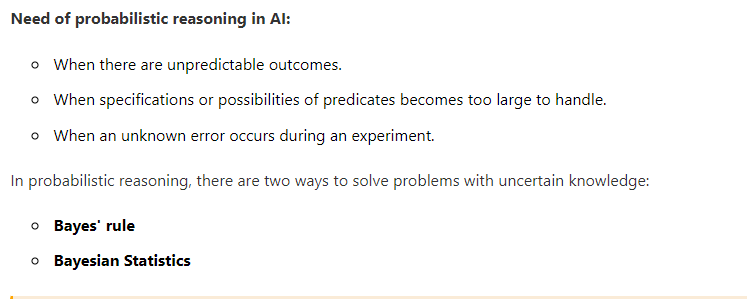 Need of probabilistic reasoning in AI:
When there are unpredictable outcomes.
When specifications or possibilities of predicates becomes too large to handle.
When an unknown error occurs during an experiment.
In probabilistic reasoning, there are two ways to solve problems with uncertain knowledge:
Bayes' rule
Bayesian Statistics